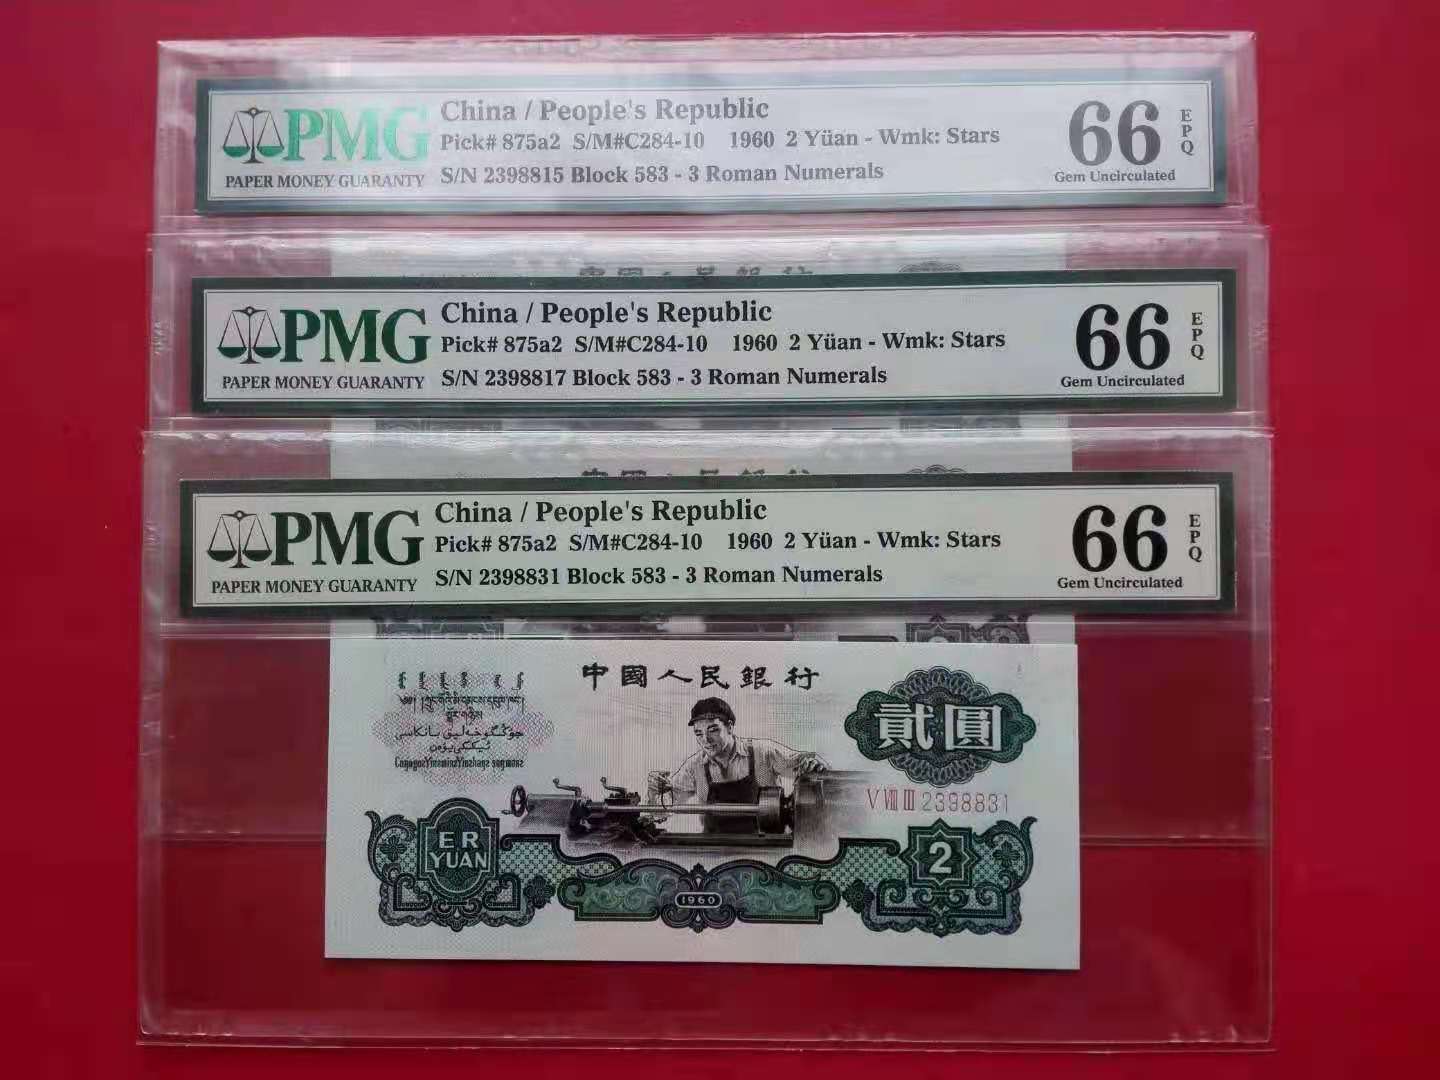 PMG
PAPER MONEY GUARANTY
China / People's Republic
Pick# 875a2 S/M#C284-10 1960 2 Yüan - Wmk: Stars
S/N 2398815 Block 583 - 3 Roman Numerals
66 EPQ
Gem Uncirculated
PMG
PAPER MONEY GUARANTY
China / People's Republic
Pick# 875a2 S/M#C284-10 1960 2 Yüan - Wmk: Stars
S/N 2398817 Block 583 - 3 Roman Numerals
66 EPQ
Gem Uncirculated
PMG
PAPER MONEY GUARANTY
China / People's Republic
Pick# 875a2 S/M#C284-10 1960 2 Yüan - Wmk: Stars
S/N 2398831 Block 583 - 3 Roman Numerals
66 EPQ
Gem Uncirculated
中國人民銀行
貳圓
V VIII III 2398831
ER
YUAN
2
1960